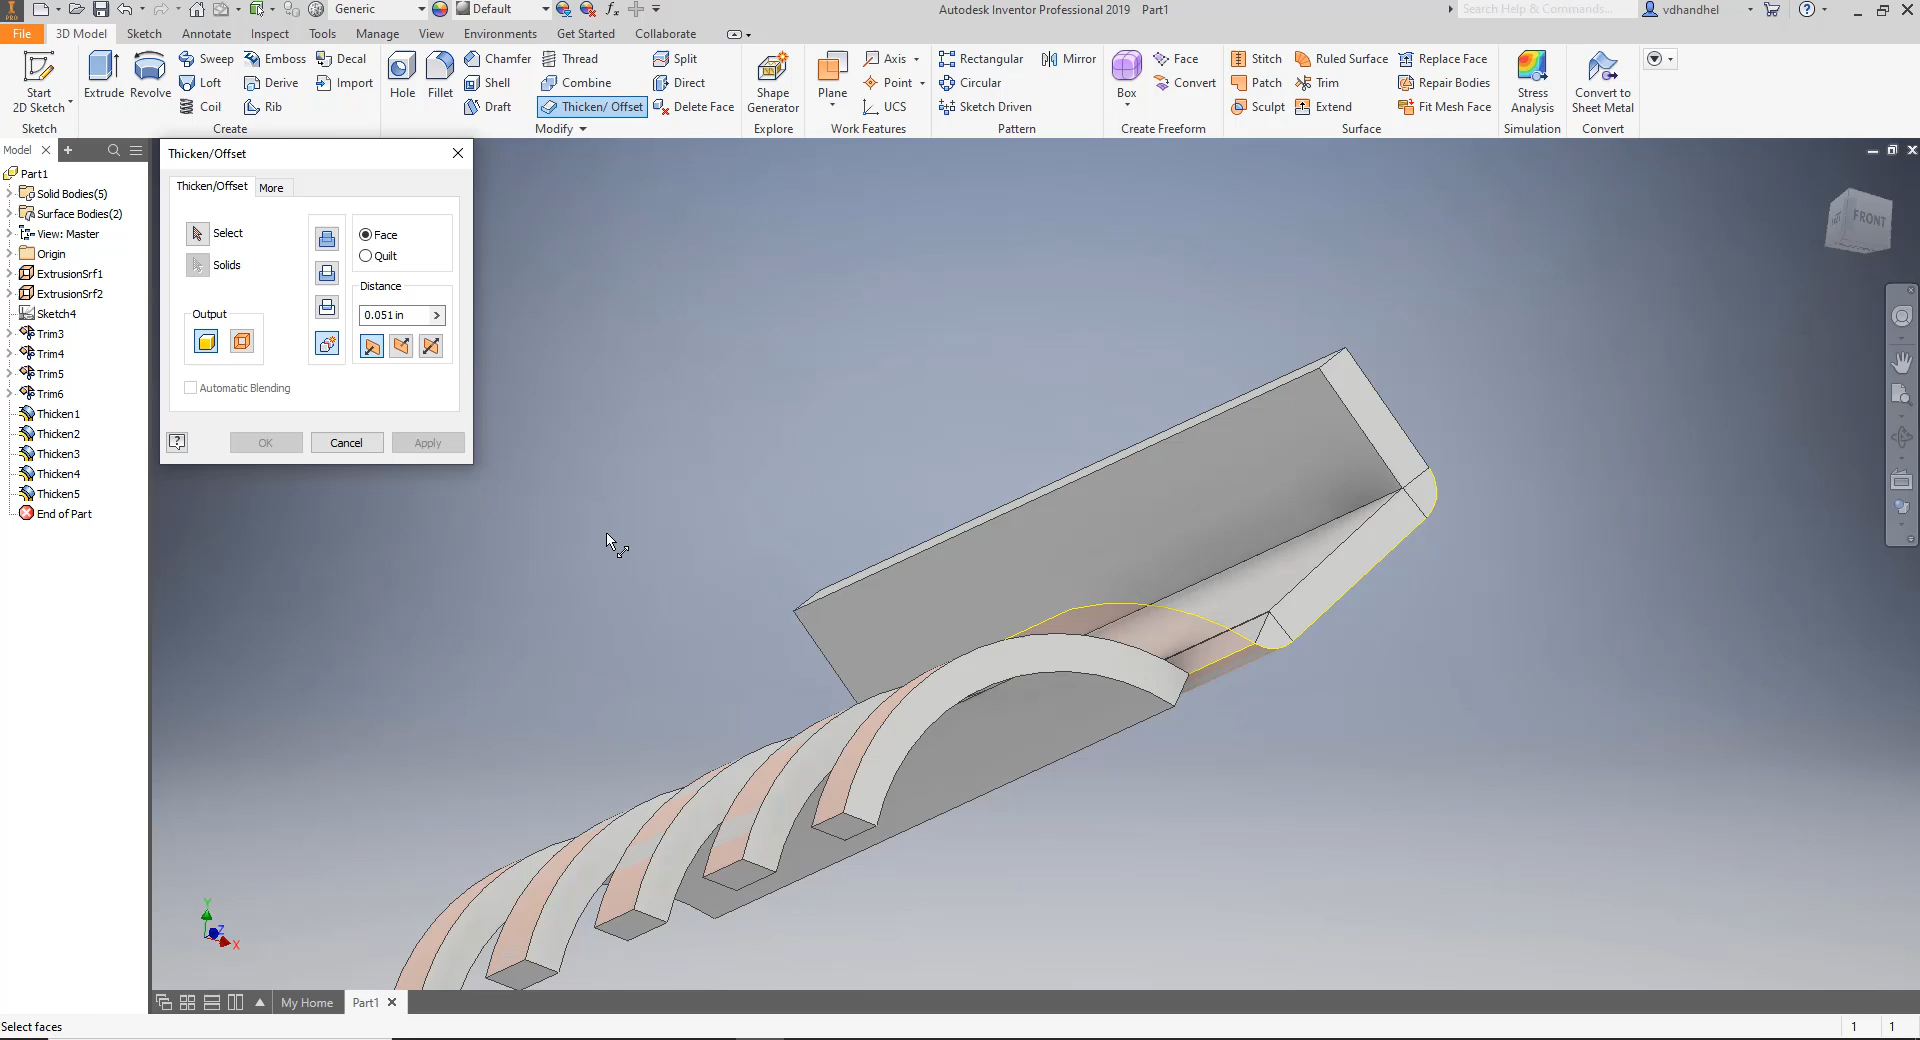 Generic
Default
fx
Autodesk Inventor Professional 2019 Part1
Search Help & Commands...
vdhandhel
PRO
File
3D Model
Sketch
Annotate
Inspect
Tools
Manage
View
Environments
Get Started
Collaborate
Start
2D Sketch
Extrude
Revolve
Sweep
Loft
Coil
Emboss
Derive
Rib
Decal
Import
Hole
Fillet
Chamfer
Shell
Draft
Thread
Combine
Thicken/ Offset
Split
Direct
Delete Face
Shape
Generator
Plane
Axis
Point
UCS
Rectangular
Circular
Sketch Driven
Mirror
Box
Face
Convert
Stitch
Patch
Sculpt
Ruled Surface
Trim
Extend
Replace Face
Repair Bodies
Fit Mesh Face
Stress
Analysis
Convert to
Sheet Metal
Sketch
Create
Modify
Explore
Work Features
Pattern
Create Freeform
Surface
Simulation
Convert
Model
Part1
Solid Bodies(5)
Surface Bodies(2)
View: Master
Origin
ExtrusionSrf1
ExtrusionSrf2
Sketch4
Trim3
Trim4
Trim5
Trim6
Thicken1
Thicken2
Thicken3
Thicken4
Thicken5
End of Part
Thicken/Offset
Thicken/Offset
More
Select
Solids
Face
Quilt
Distance
0.051 in
Output
Automatic Blending
OK
Cancel
Apply
FRONT
Y
Z
X
My Home
Part1
Select faces
1
1